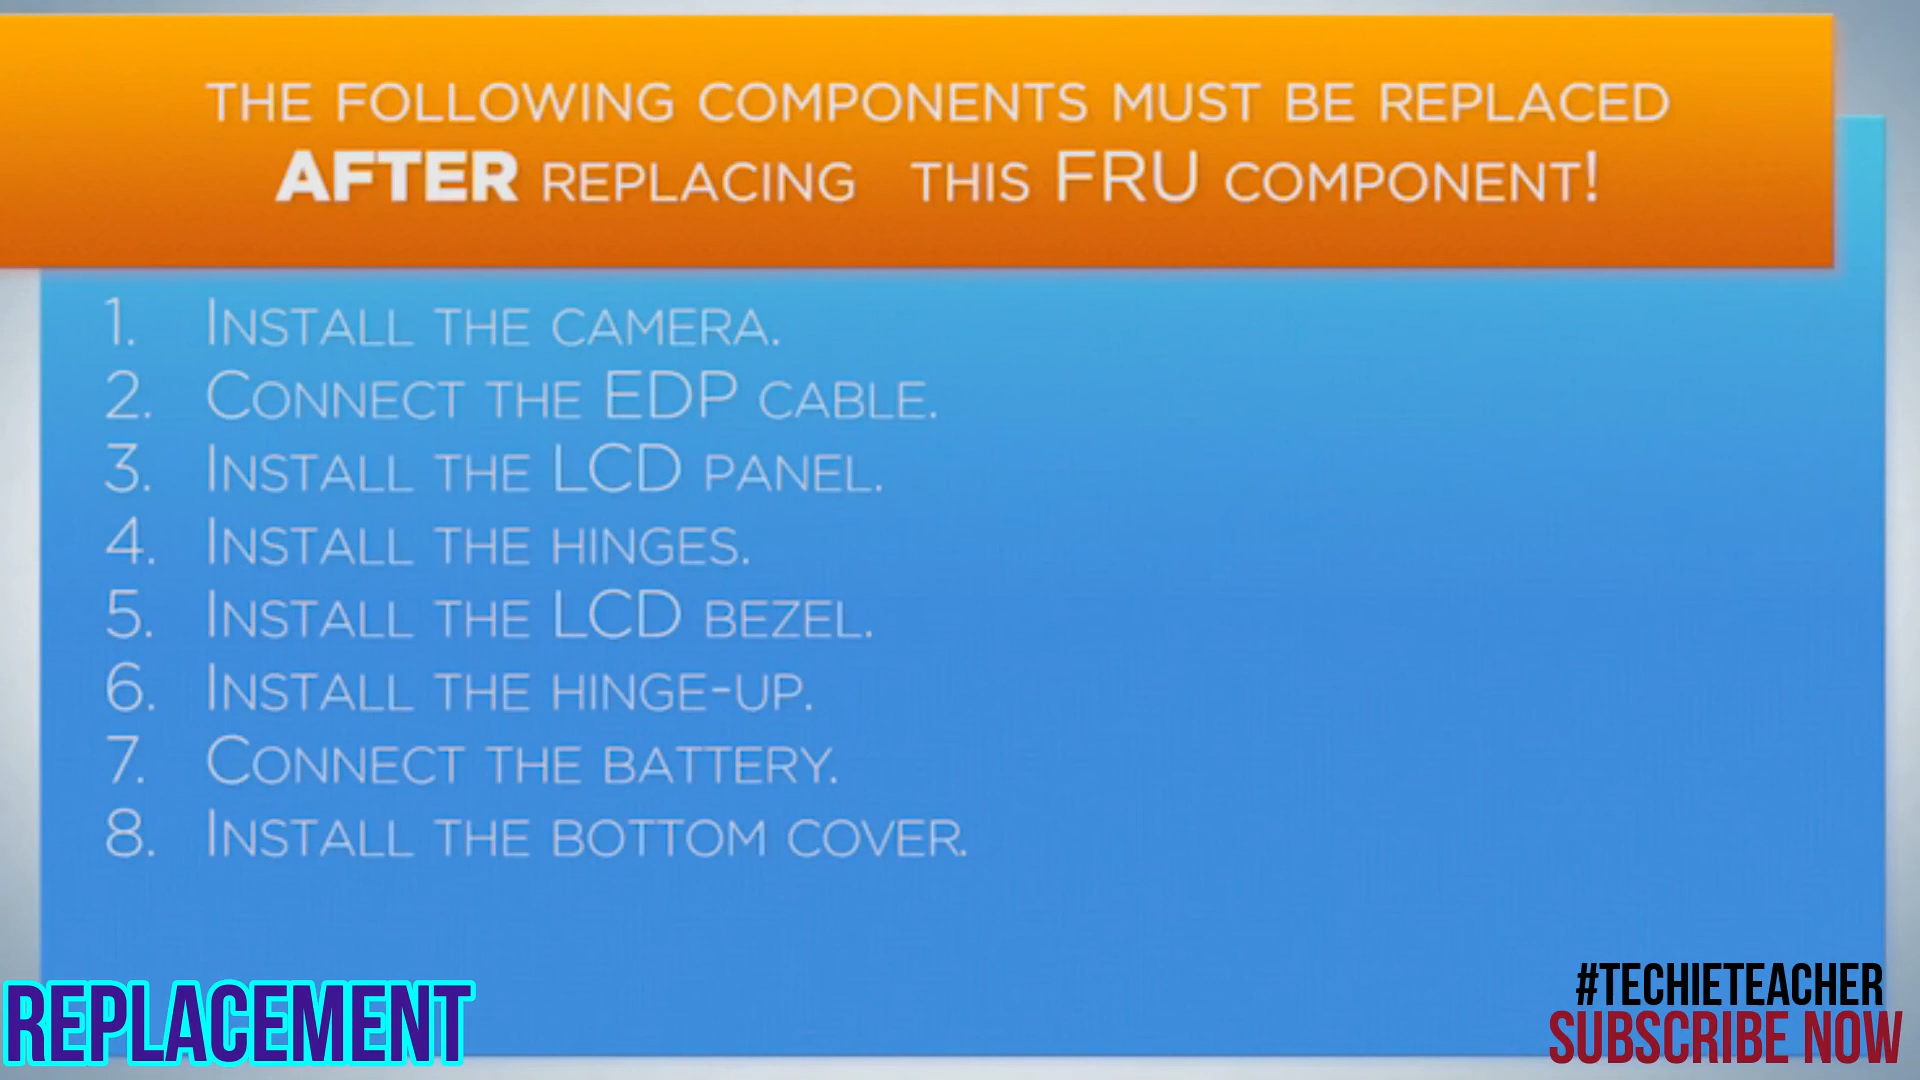 THE FOLLOWING COMPONENTS MUST BE REPLACED
AFTER REPLACING THIS FRU COMPONENT!
1. INSTALL THE CAMERA.
2. CONNECT THE EDP CABLE.
3. INSTALL THE LCD PANEL.
4. INSTALL THE HINGES.
5. INSTALL THE LCD BEZEL.
6. INSTALL THE HINGE-UP.
7. CONNECT THE BATTERY.
8. INSTALL THE BOTTOM COVER.
REPLACEMENT
#TECHIETEACHER
SUBSCRIBE NOW